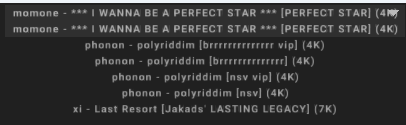 momone - *** I WANNA BE A PERFECT STAR *** [PERFECT STAR] (4K)
momone - *** I WANNA BE A PERFECT STAR *** [PERFECT STAR] (4K)
phonon - polyriddim [brrrrrrrrrrrrrr vip] (4K)
phonon - polyriddim [brrrrrrrrrrrrr] (4K)
phonon - polyriddim [nsv vip] (4K)
phonon - polyriddim [nsv] (4K)
xi - Last Resort [Jakads' LASTING LEGACY] (7K)